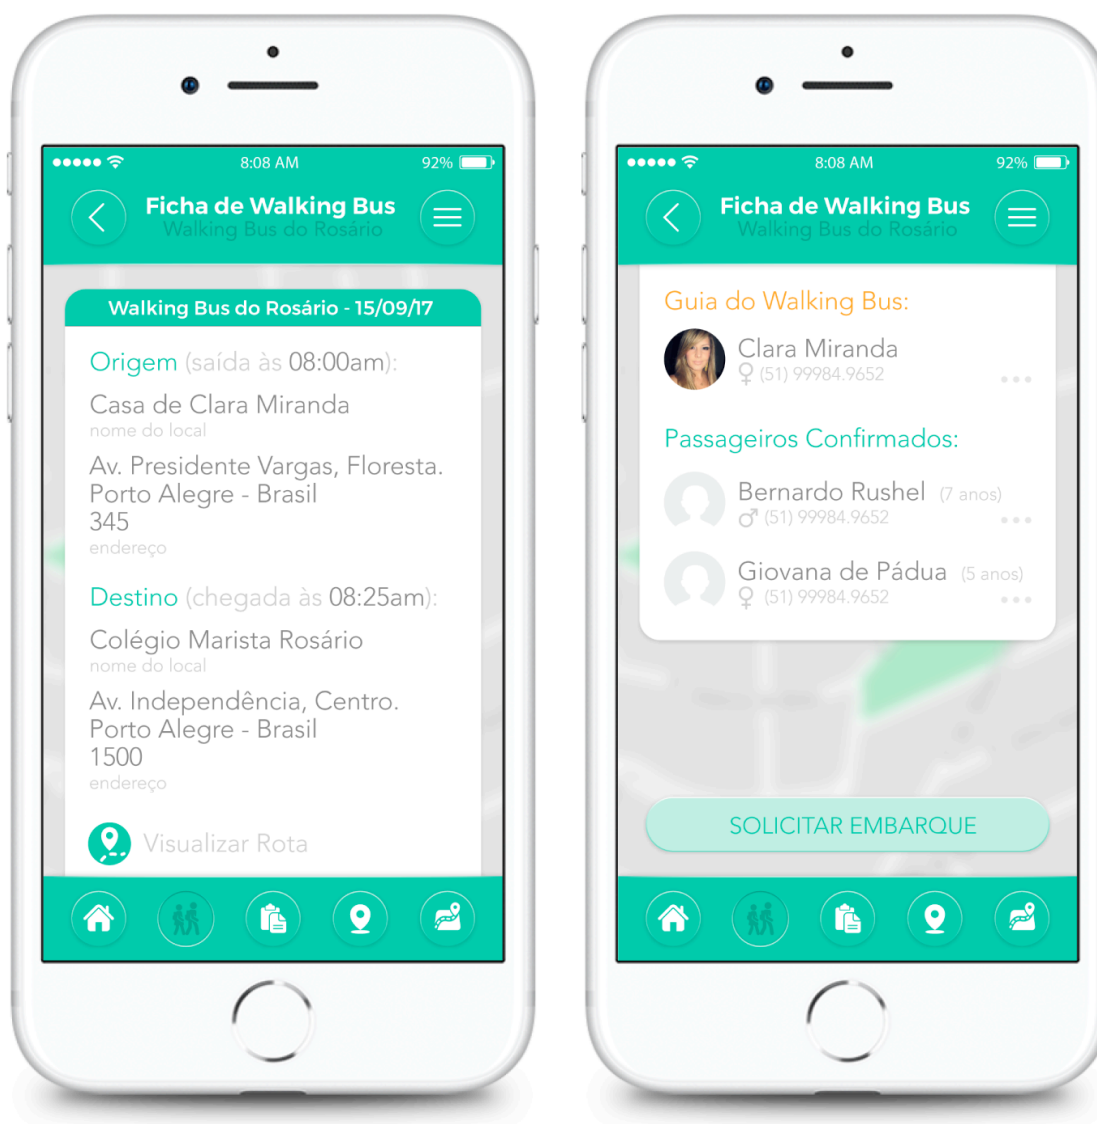 8:08 AM 92%
Ficha de Walking Bus
Walking Bus do Rosário
Walking Bus do Rosário - 15/09/17
Origem (saída às 08:00am):
Casa de Clara Miranda
nome do local
Av. Presidente Vargas, Floresta.
Porto Alegre - Brasil
345
endereço
Destino (chegada às 08:25am):
Colégio Marista Rosário
nome do local
Av. Independência, Centro.
Porto Alegre - Brasil
1500
endereço
Visualizar Rota
8:08 AM 92%
Ficha de Walking Bus
Walking Bus do Rosário
Guia do Walking Bus:
Clara Miranda
(51) 99984.9652
Passageiros Confirmados:
Bernardo Rushel (7 anos)
(51) 99984.9652
Giovana de Pádua (5 anos)
(51) 99984.9652
SOLICITAR EMBARQUE